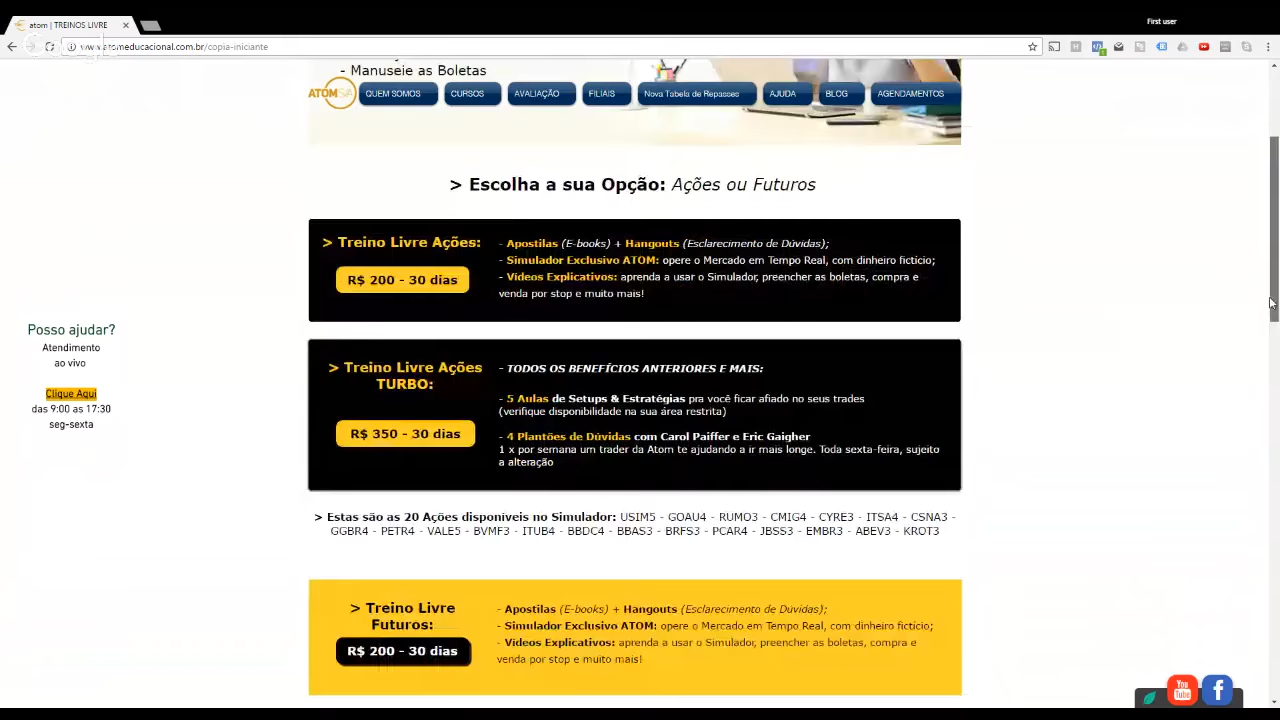 atom | TREINOS LIVRE
First user
www.atomeducacional.com.br/copia-iniciante
- Manuseie as Boletas
ATOMSA
QUEM SOMOS
CURSOS
AVALIAÇÃO
FILIAIS
Nova Tabela de Repasses
AJUDA
BLOG
AGENDAMENTOS
> Escolha a sua Opção: Ações ou Futuros
> Treino Livre Ações:
R$ 200 - 30 dias
- Apostilas (E-books) + Hangouts (Esclarecimento de Dúvidas);
- Simulador Exclusivo ATOM: opere o Mercado em Tempo Real, com dinheiro fictício;
- Vídeos Explicativos: aprenda a usar o Simulador, preencher as boletas, compra e
venda por stop e muito mais!
Posso ajudar?
Atendimento
ao vivo
Clique Aqui
das 9:00 as 17:30
seg-sexta
> Treino Livre Ações
TURBO:
R$ 350 - 30 dias
- TODOS OS BENEFÍCIOS ANTERIORES E MAIS:
- 5 Aulas de Setups & Estratégias pra você ficar afiado no seus trades
(verifique disponibilidade na sua área restrita)
- 4 Plantões de Dúvidas com Carol Paiffer e Eric Gaigher
1 x por semana um trader da Atom te ajudando a ir mais longe. Toda sexta-feira, sujeito
a alteração
> Estas são as 20 Ações disponíveis no Simulador: USIM5 - GOAU4 - RUMO3 - CMIG4 - CYRE3 - ITSA4 - CSNA3 -
GGBR4 - PETR4 - VALE5 - BVMF3 - ITUB4 - BBDC4 - BBAS3 - BRFS3 - PCAR4 - JBSS3 - EMBR3 - ABEV3 - KROT3
> Treino Livre
Futuros:
R$ 200 - 30 dias
- Apostilas (E-books) + Hangouts (Esclarecimento de Dúvidas);
- Simulador Exclusivo ATOM: opere o Mercado em Tempo Real, com dinheiro fictício;
- Vídeos Explicativos: aprenda a usar o Simulador, preencher as boletas, compra e
venda por stop e muito mais!
You
Tube